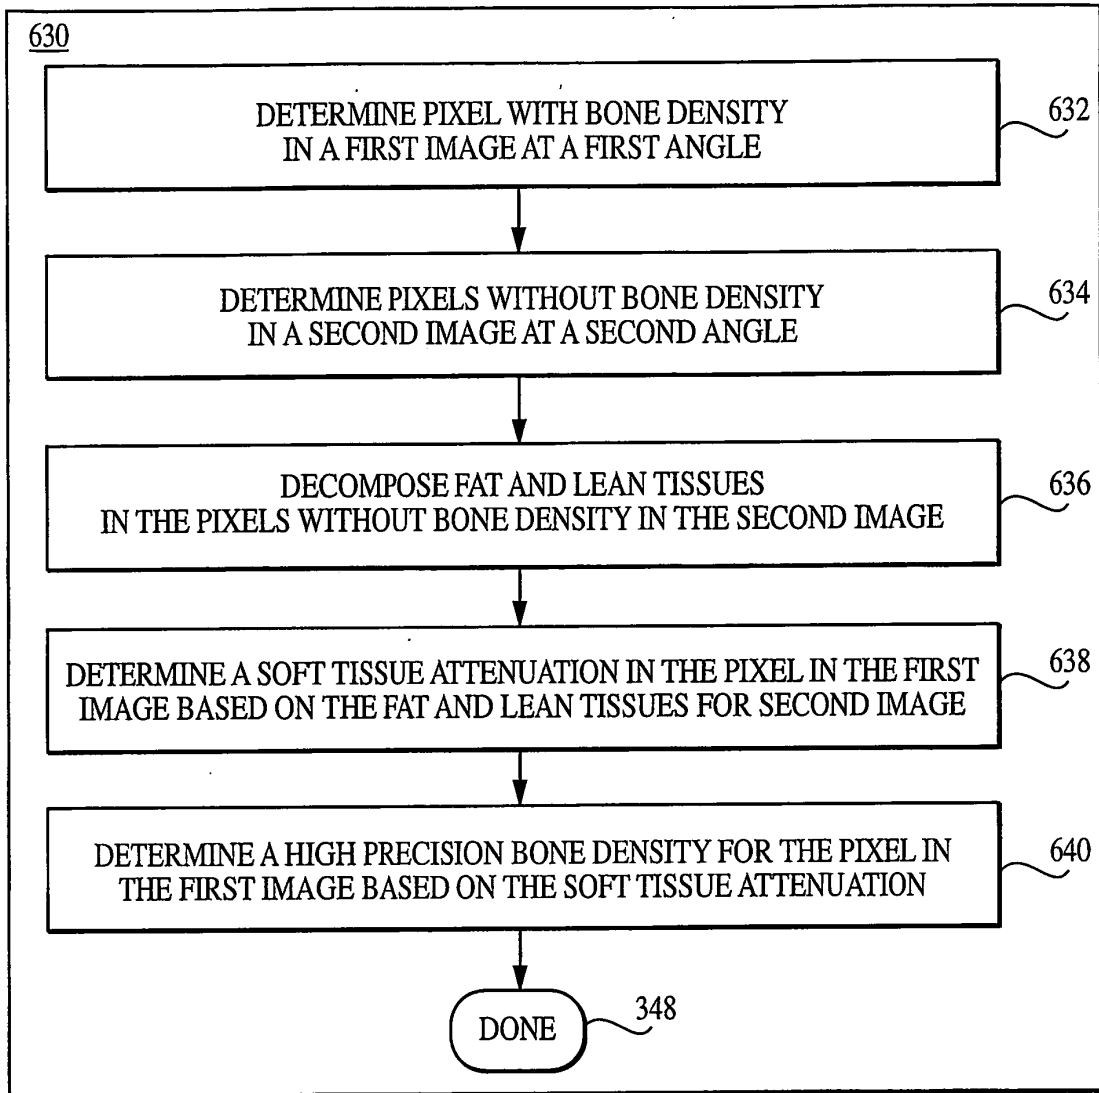 630
DETERMINE PIXEL WITH BONE DENSITY
IN A FIRST IMAGE AT A FIRST ANGLE
632
DETERMINE PIXELS WITHOUT BONE DENSITY
IN A SECOND IMAGE AT A SECOND ANGLE
634
DECOMPOSE FAT AND LEAN TISSUES
IN THE PIXELS WITHOUT BONE DENSITY IN THE SECOND IMAGE
636
DETERMINE A SOFT TISSUE ATTENUATION IN THE PIXEL IN THE FIRST
IMAGE BASED ON THE FAT AND LEAN TISSUES FOR SECOND IMAGE
638
DETERMINE A HIGH PRECISION BONE DENSITY FOR THE PIXEL IN
THE FIRST IMAGE BASED ON THE SOFT TISSUE ATTENUATION
640
DONE
348